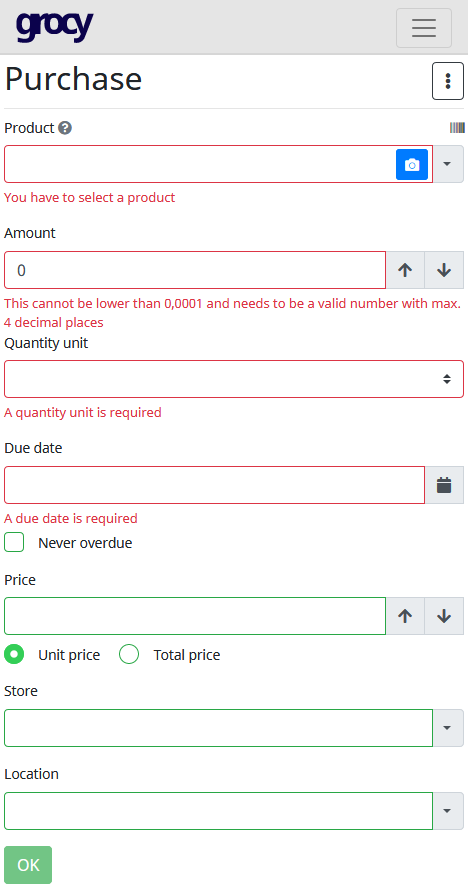 grocy
Purchase
Product
You have to select a product
Amount
0
This cannot be lower than 0,0001 and needs to be a valid number with max.
4 decimal places
Quantity unit
A quantity unit is required
Due date
A due date is required
Never overdue
Price
Unit price Total price
Store
Location
OK